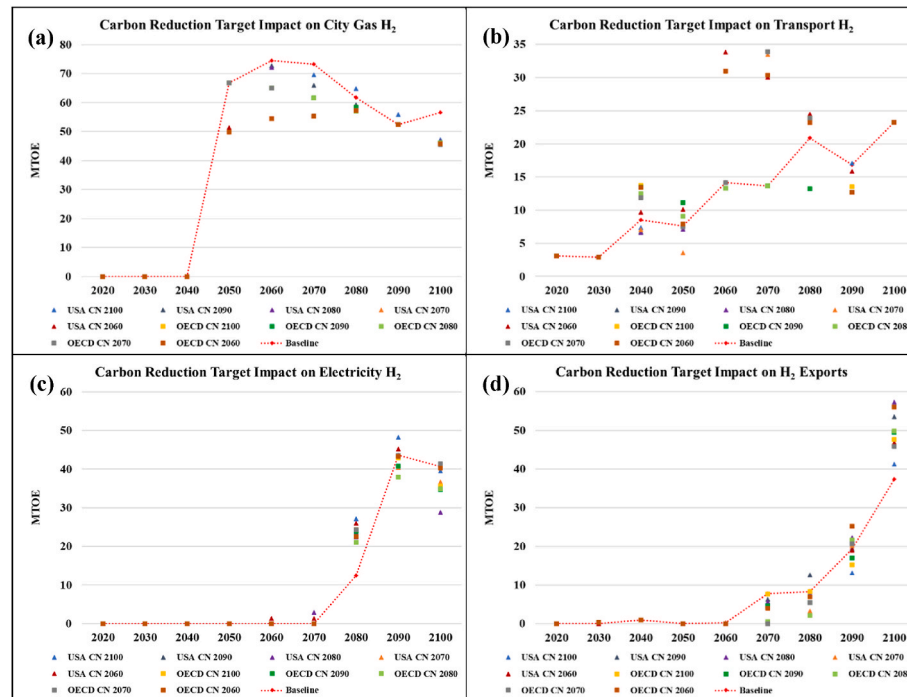 (a)
Carbon Reduction Target Impact on City Gas H₂
80
70
60
50
40
30
20
10
0
MTOE
2020 2030 2040 2050 2060 2070 2080 2090 2100
USA CN 2100 USA CN 2090 USA CN 2080 USA CN 2070
USA CN 2060 OECD CN 2100 OECD CN 2090 OECD CN 2080
OECD CN 2070 OECD CN 2060 Baseline
(b)
Carbon Reduction Target Impact on Transport H₂
35
30
25
20
15
10
5
0
MTOE
2020 2030 2040 2050 2060 2070 2080 2090 2100
USA CN 2100 USA CN 2090 USA CN 2080 USA CN 2070
USA CN 2060 OECD CN 2100 OECD CN 2090 OECD CN 208
OECD CN 2070 OECD CN 2060 Baseline
(c)
Carbon Reduction Target Impact on Electricity H₂
60
50
40
30
20
10
0
MTOE
2020 2030 2040 2050 2060 2070 2080 2090 2100
USA CN 2100 USA CN 2090 USA CN 2080 USA CN 2070
USA CN 2060 OECD CN 2100 OECD CN 2090 OECD CN 2080
OECD CN 2070 OECD CN 2060 Baseline
(d)
Carbon Reduction Target Impact on H₂ Exports
60
50
40
30
20
10
0
MTOE
2020 2030 2040 2050 2060 2070 2080 2090 2100
USA CN 2100 USA CN 2090 USA CN 2080 USA CN 2070
USA CN 2060 OECD CN 2100 OECD CN 2090 OECD CN 208
OECD CN 2070 OECD CN 2060 Baseline